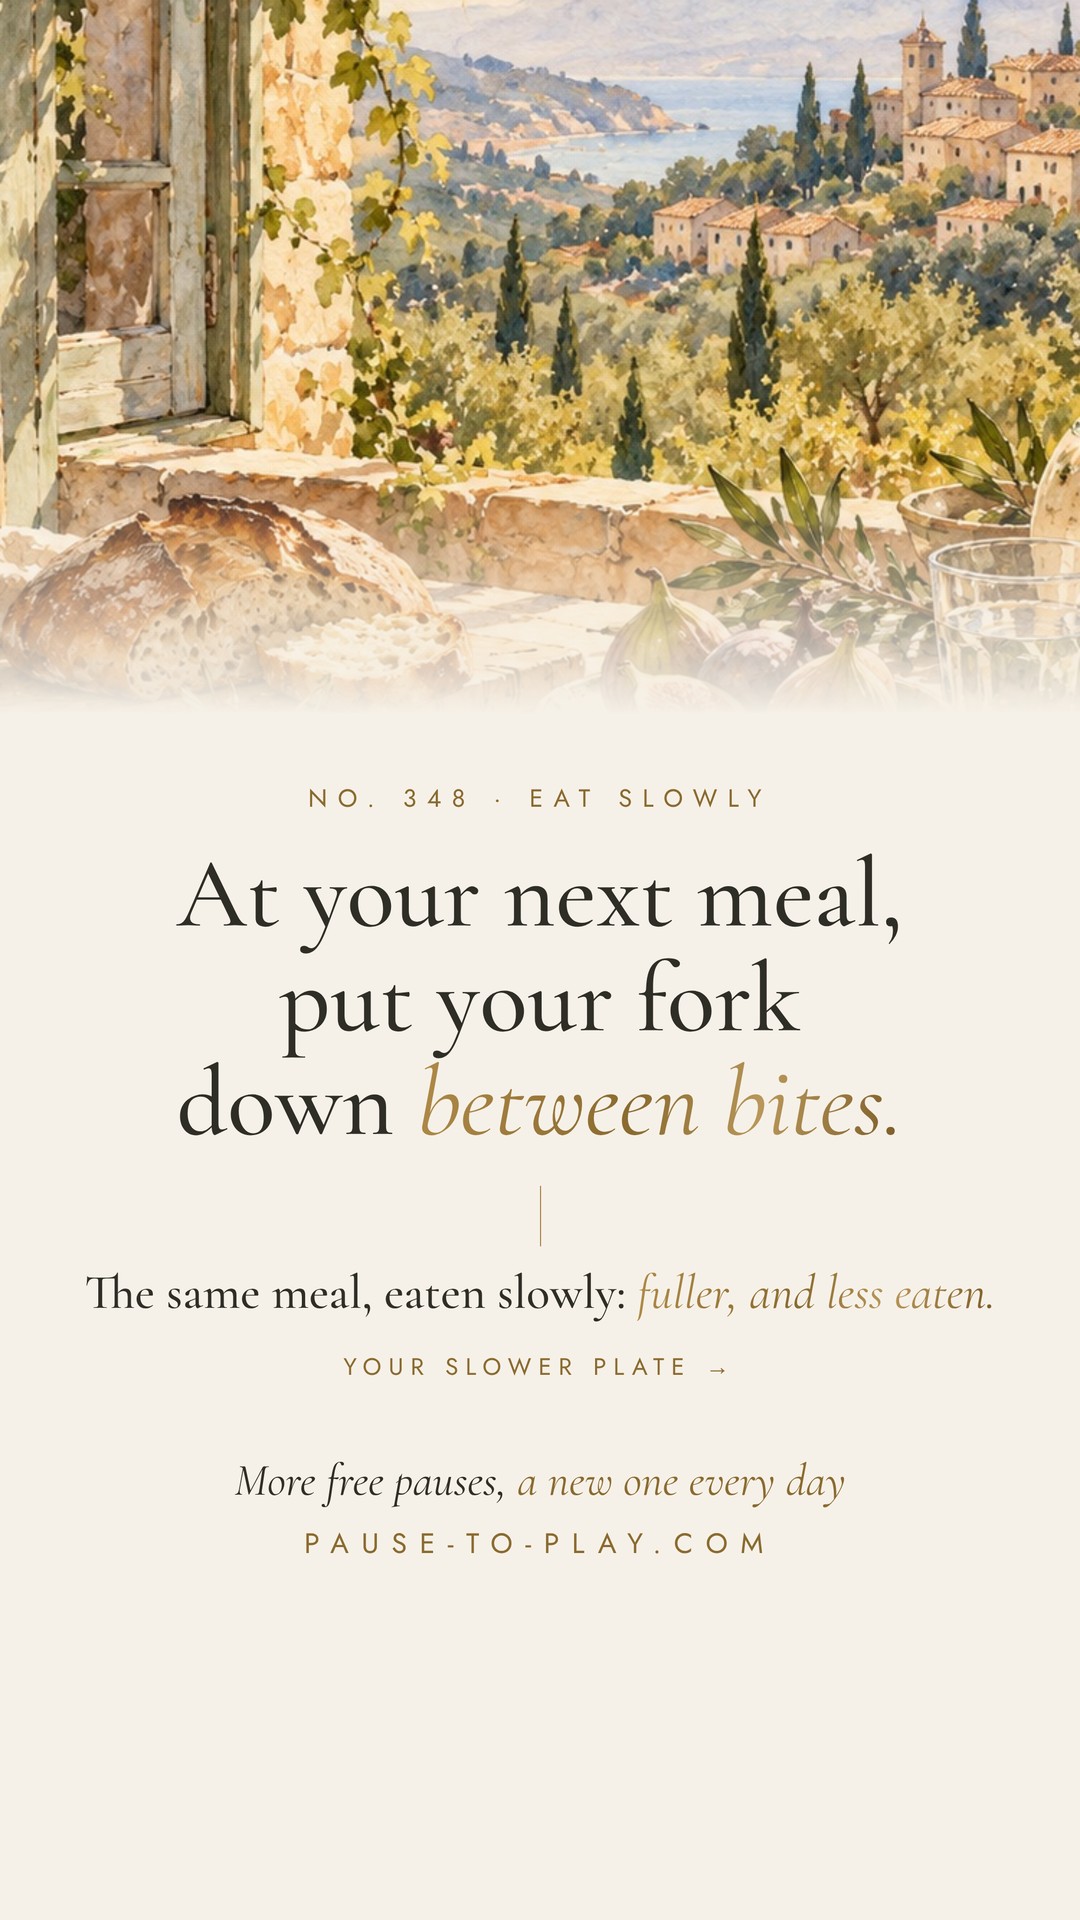 NO. 348 · EAT SLOWLY
At your next meal,
put your fork
down between bites.
The same meal, eaten slowly: fuller, and less eaten.
YOUR SLOWER PLATE →
More free pauses, a new one every day
PAUSE-TO-PLAY.COM